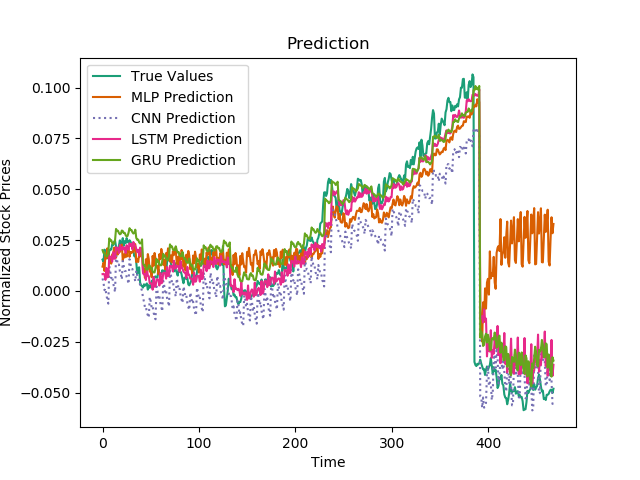 Prediction
True Values
MLP Prediction
CNN Prediction
LSTM Prediction
GRU Prediction
Normalized Stock Prices
0.100
0.075
0.050
0.025
0.000
−0.025
−0.050
0
100
200
300
400
Time